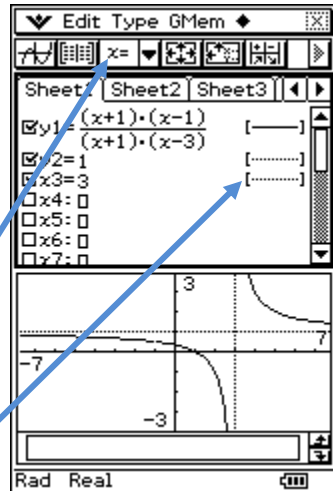 Edit Type GMem
x=
Sheet1 Sheet2 Sheet3
y1=(x+1)·(x-1)/(x+1)·(x-3) [——]
y2=1 [┈┈]
x3=3 [┈┈]
x4:▯
x5:▯
x6:▯
x7:▯
3
-7
7
-3
Rad Real